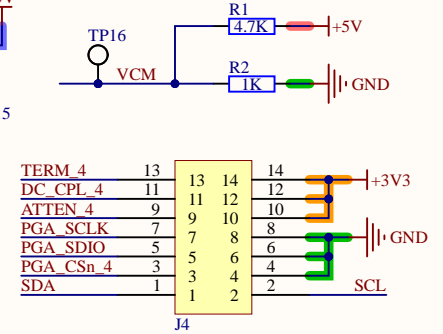 R1
4.7K
+5V
TP16
VCM
R2
1K
GND
5
TERM_4 13 13 14 14
DC_CPL_4 11 11 12 12 +3V3
ATTEN_4 9 9 10 10
PGA_SCLK 7 7 8 8 GND
PGA_SDIO 5 5 6 6
PGA_CSn_4 3 3 4 4
SDA 1 1 2 2 SCL
J4